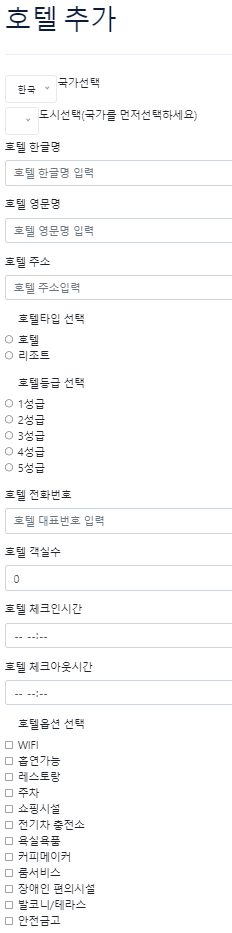 호텔 추가
한국 국가선택
도시선택(국가를 먼저선택하세요)
호텔 한글명
호텔 한글명 입력
호텔 영문명
호텔 영문명 입력
호텔 주소
호텔 주소입력
호텔타입 선택
호텔
리조트
호텔등급 선택
1성급
2성급
3성급
4성급
5성급
호텔 전화번호
호텔 대표번호 입력
호텔 객실수
0
호텔 체크인시간
-- --:--
호텔 체크아웃시간
-- --:--
호텔옵션 선택
WIFI
흡연가능
레스토랑
주차
쇼핑시설
전기차 충전소
욕실욕품
커피메이커
룸서비스
장애인 편의시설
발코니/테라스
안전금고